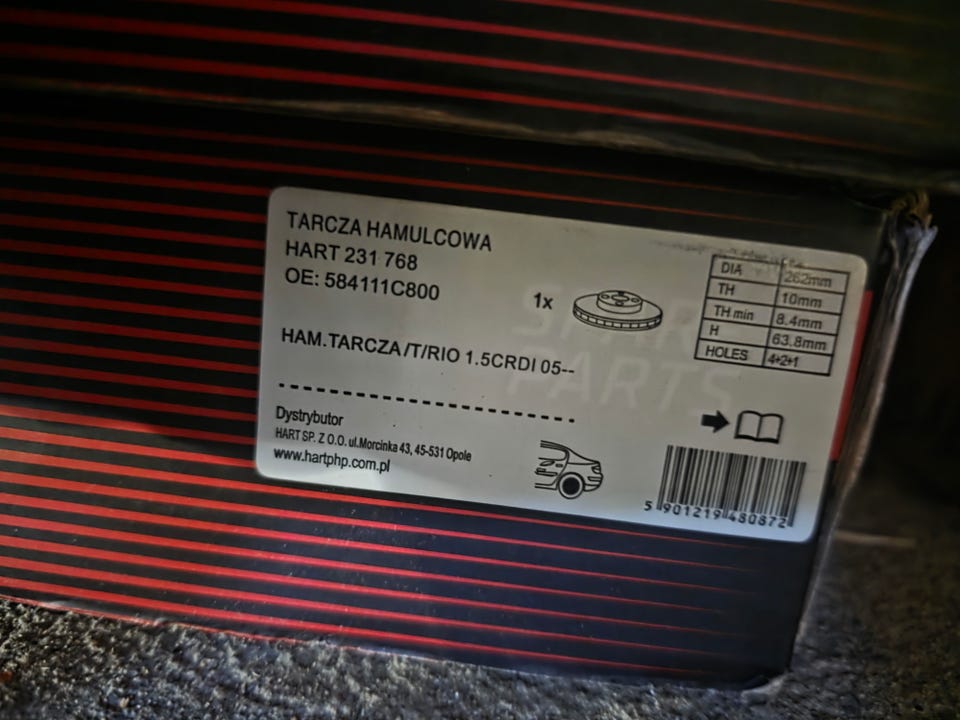 TARCZA HAMULCOWA
HART 231 768
OE: 584111C800
1x
DIA 262mm
TH 10mm
TH min 8.4mm
H 63.8mm
HOLES 4+2+1
SPARE
PARTS
HAM.TARCZA /T/RIO 1.5CRDI 05--
Dystrybutor
HART SP. Z O.O. ul.Morcinka 43, 45-531 Opole
www.hartphp.com.pl
5 901219 480872